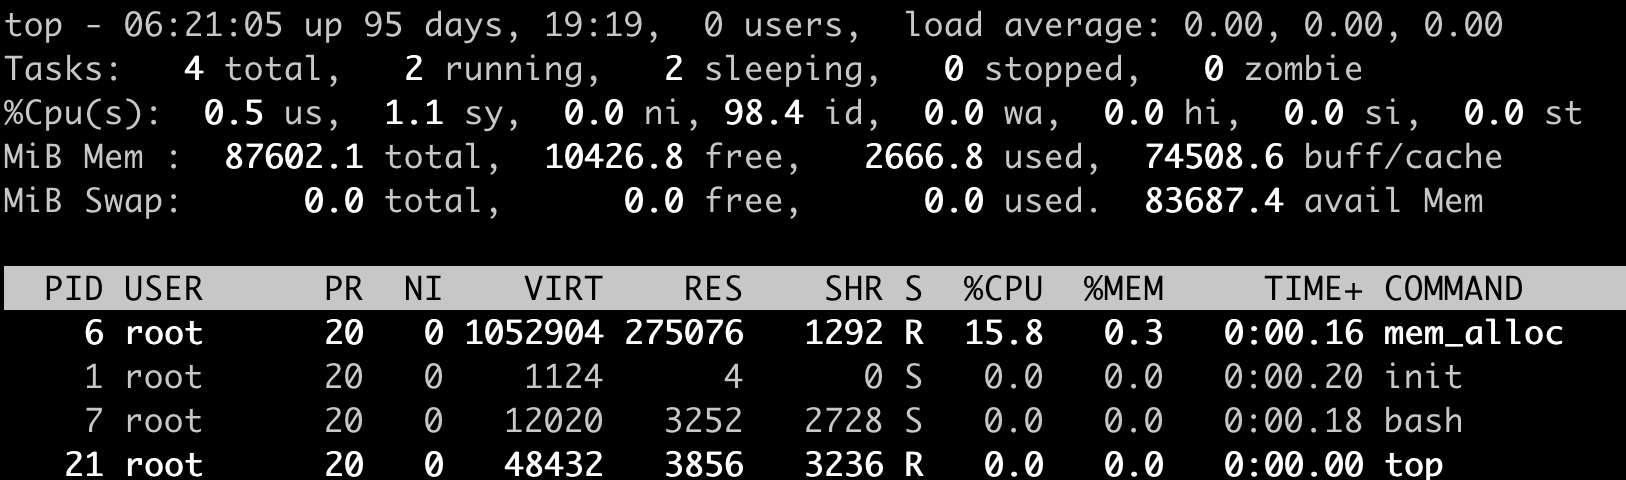 top - 06:21:05 up 95 days, 19:19,  0 users,  load average: 0.00, 0.00, 0.00
Tasks:   4 total,   2 running,   2 sleeping,   0 stopped,   0 zombie
%Cpu(s):  0.5 us,  1.1 sy,  0.0 ni, 98.4 id,  0.0 wa,  0.0 hi,  0.0 si,  0.0 st
MiB Mem :  87602.1 total,  10426.8 free,   2666.8 used,  74508.6 buff/cache
MiB Swap:      0.0 total,      0.0 free,      0.0 used.  83687.4 avail Mem
  PID USER      PR  NI    VIRT    RES    SHR S  %CPU  %MEM     TIME+ COMMAND
    6 root      20   0 1052904 275076   1292 R  15.8   0.3   0:00.16 mem_alloc
    1 root      20   0    1124      4      0 S   0.0   0.0   0:00.20 init
    7 root      20   0   12020   3252   2728 S   0.0   0.0   0:00.18 bash
   21 root      20   0   48432   3856   3236 R   0.0   0.0   0:00.00 top